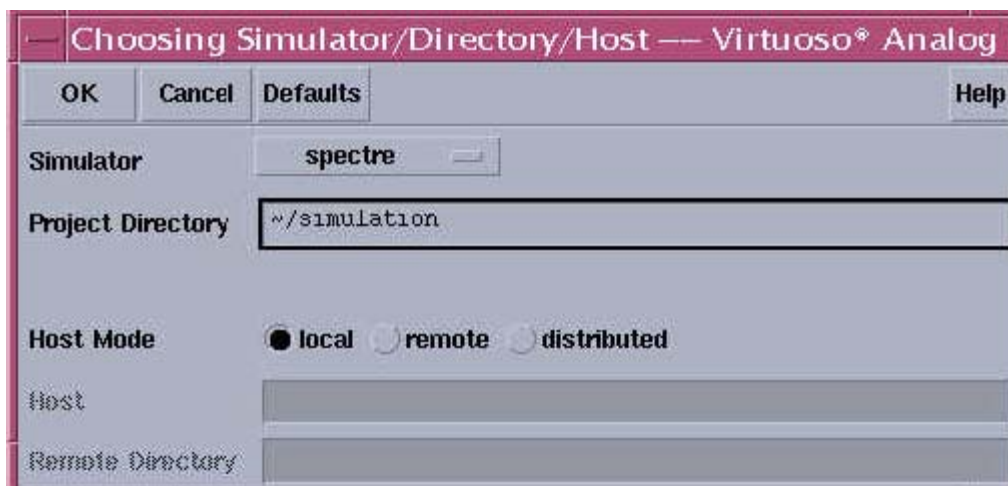 Choosing Simulator/Directory/Host — Virtuoso® Analog
OK Cancel Defaults Help
Simulator spectre
Project Directory ~/simulation
Host Mode local remote distributed
Host
Remote Directory